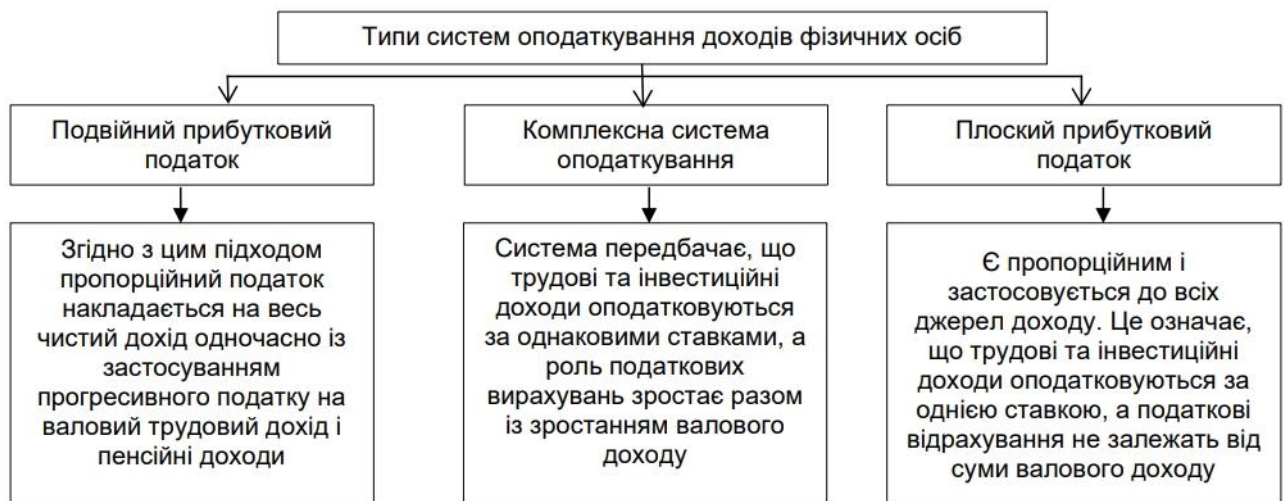 Типи систем оподаткування доходів фізичних осіб
Подвійний прибутковий
податок
Комплексна система
оподаткування
Плоский прибутковий
податок
Згідно з цим підходом
пропорційний податок
накладається на весь
чистий дохід одночасно із
застосуванням
прогресивного податку на
валовий трудовий дохід і
пенсійні доходи
Система передбачає, що
трудові та інвестиційні
доходи оподатковуються
за однаковими ставками, а
роль податкових
вирахувань зростає разом
із зростанням валового
доходу
Є пропорційним і
застосовується до всіх
джерел доходу. Це означає,
що трудові та інвестиційні
доходи оподатковуються за
однією ставкою, а податкові
відрахування не залежать від
суми валового доходу